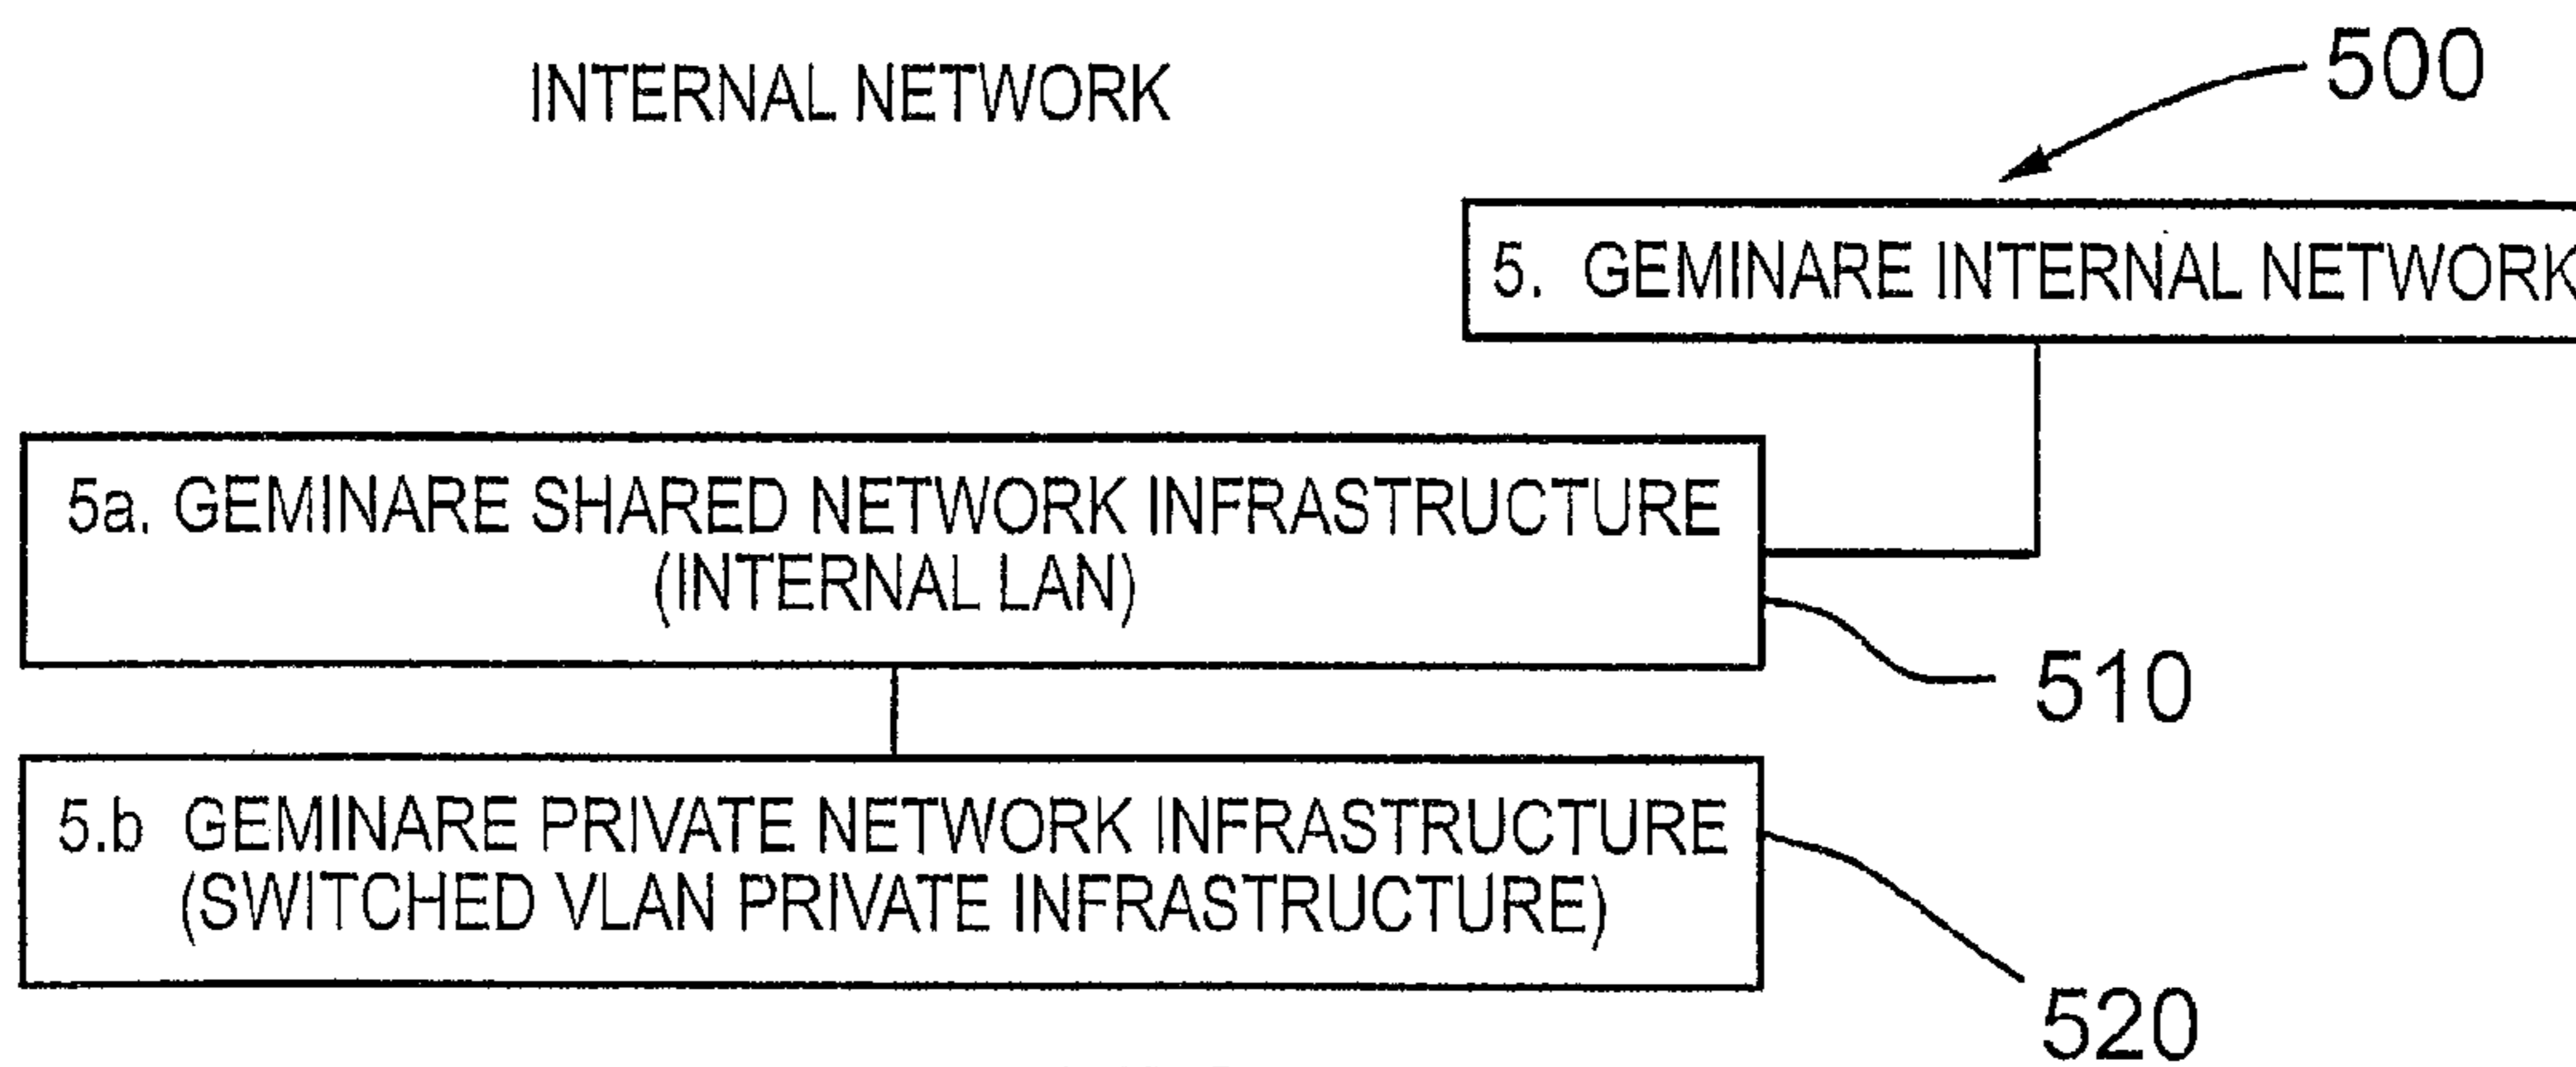 INTERNAL NETWORK
500
5. GEMINARE INTERNAL NETWORK
5a. GEMINARE SHARED NETWORK INFRASTRUCTURE
(INTERNAL LAN)
510
5.b GEMINARE PRIVATE NETWORK INFRASTRUCTURE
(SWITCHED VLAN PRIVATE INFRASTRUCTURE)
520